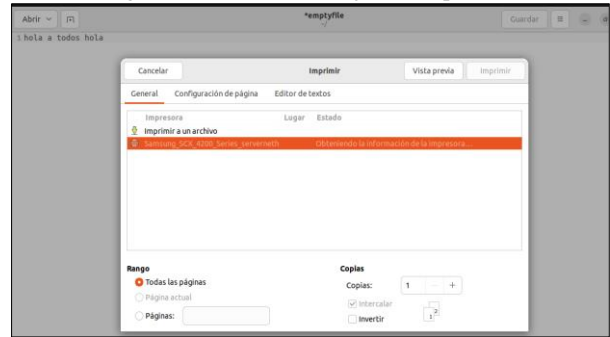 Abrir
*emptyfile
Guardar
1 hola a todos hola
Cancelar
Imprimir
Vista previa
Imprimir
General Configuración de página Editor de textos
Impresora Lugar Estado
Imprimir a un archivo
Samsung_SCX_4200_Series_serverneth Obteniendo la información de la impresora...
Rango
Todas las páginas
Página actual
Páginas:
Copias
Copias: 1 − +
Intercalar
Invertir
1 2